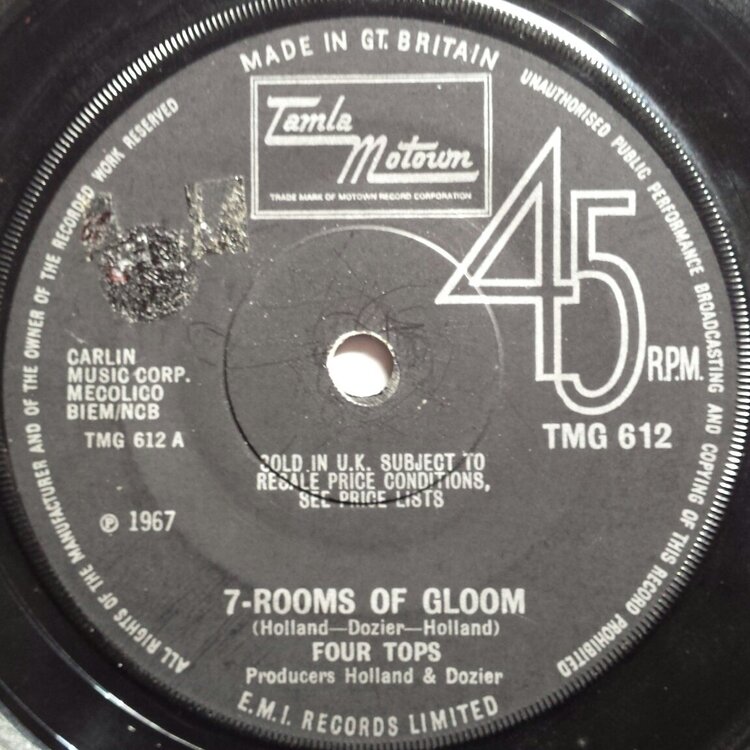 MADE IN GT. BRITAIN
UNAUTHORISED PUBLIC PERFORMANCE BROADCASTING AND COPYING OF THIS RECORD PROHIBITED
ALL RIGHTS OF THE MANUFACTURER AND OF THE OWNER OF THE RECORDED WORK RESERVED
Tamla
Motown
TRADE MARK OF MOTOWN RECORD CORPORATION
45
R.P.M.
TMG 612
CARLIN
MUSIC CORP.
MECOLICO
BIEM/NCB
TMG 612 A
SOLD IN U.K. SUBJECT TO
RESALE PRICE CONDITIONS,
SEE PRICE LISTS
℗ 1967
7-ROOMS OF GLOOM
(Holland—Dozier—Holland)
FOUR TOPS
Producers Holland & Dozier
E.M.I. RECORDS LIMITED